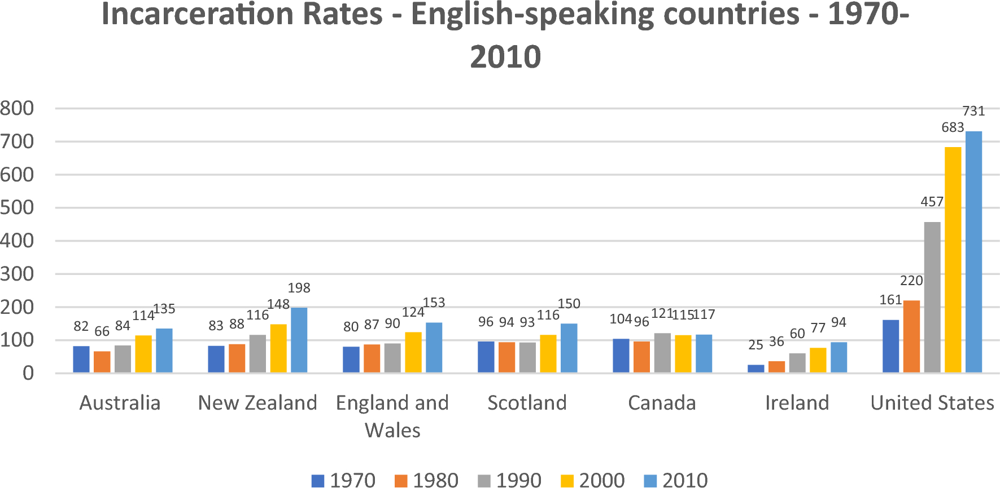 Incarceration Rates - English-speaking countries - 1970-
2010
800
700
600
500
400
300
200
100
0
82 66 84 114 135
83 88 116 148 198
80 87 90 124 153
96 94 93 116 150
104 96 121 115 117
25 36 60 77 94
161 220 457 683 731
Australia
New Zealand
England and
Wales
Scotland
Canada
Ireland
United States
1970 1980 1990 2000 2010